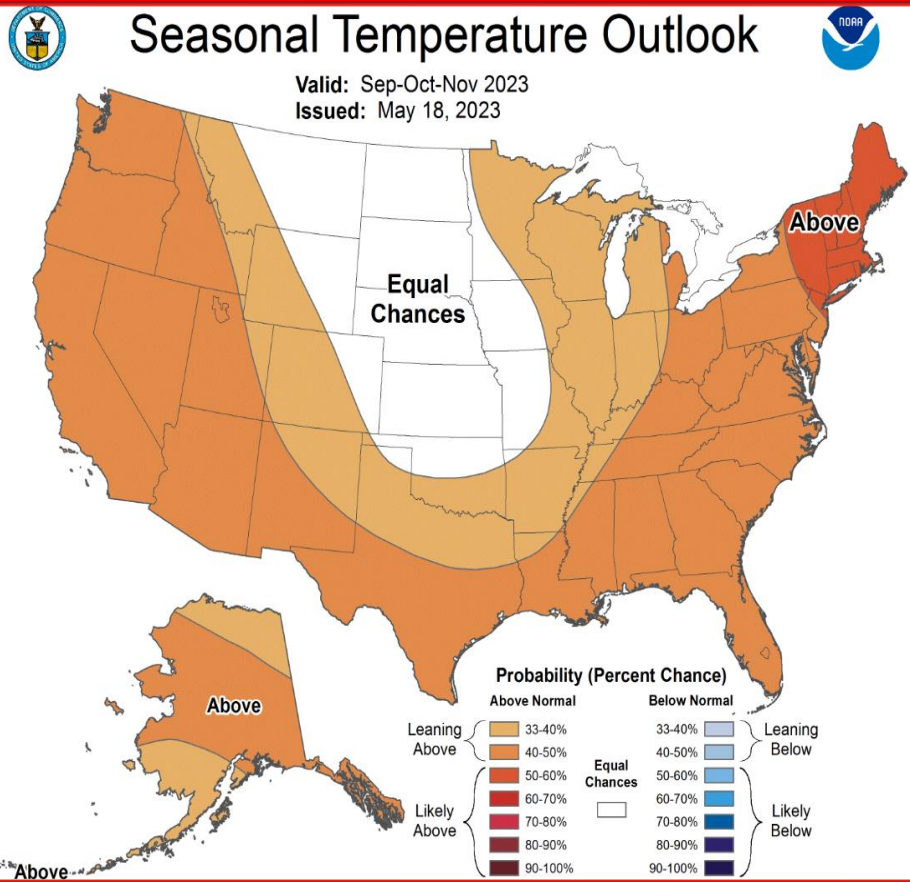 Seasonal Temperature Outlook
NOAA
Valid: Sep-Oct-Nov 2023
Issued: May 18, 2023
Above
Equal
Chances
Above
Above
Probability (Percent Chance)
Above Normal
Below Normal
Leaning
Above
33-40%
40-50%
50-60%
60-70%
70-80%
80-90%
90-100%
Likely
Above
Equal
Chances
33-40%
40-50%
50-60%
60-70%
70-80%
80-90%
90-100%
Leaning
Below
Likely
Below